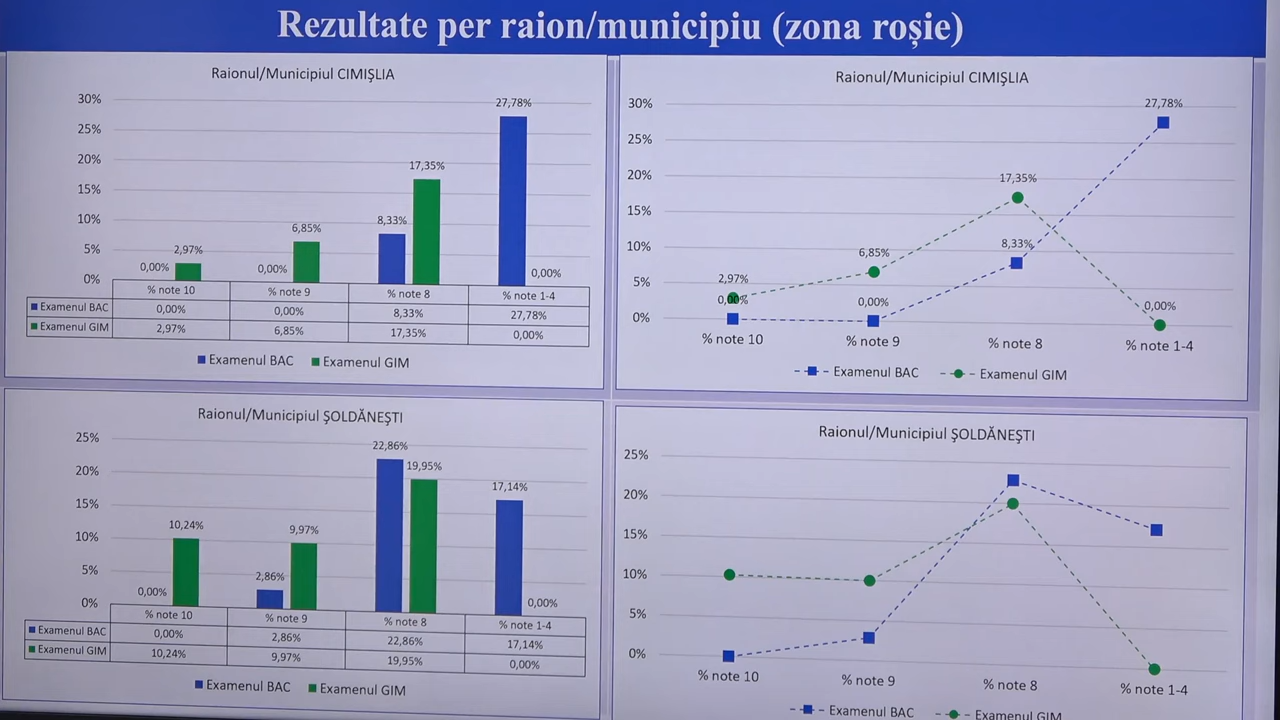 Rezultate per raion/municipiu (zona roșie)
Raionul/Municipiul CIMIȘLIA
30%
25%
20%
15%
10%
5%
0%
27,78%
17,35%
8,33%
6,85%
2,97%
0,00%
0,00%
0,00%
% note 10 % note 9 % note 8 % note 1-4
Examenul BAC 0,00% 0,00% 8,33% 27,78%
Examenul GIM 2,97% 6,85% 17,35% 0,00%
Examenul BAC Examenul GIM
Raionul/Municipiul CIMIȘLIA
30%
25%
20%
15%
10%
5%
0%
27,78%
17,35%
8,33%
6,85%
2,97%
0,00%
0,00%
0,00%
% note 10 % note 9 % note 8 % note 1-4
Examenul BAC Examenul GIM
Raionul/Municipiul ŞOLDĂNEŞTI
25%
20%
15%
10%
5%
0%
22,86%
19,95%
17,14%
10,24%
9,97%
2,86%
0,00%
0,00%
% note 10 % note 9 % note 8 % note 1-4
Examenul BAC 0,00% 2,86% 22,86% 17,14%
Examenul GIM 10,24% 9,97% 19,95% 0,00%
Examenul BAC Examenul GIM
Raionul/Municipiul ŞOLDĂNEŞTI
25%
20%
15%
10%
5%
0%
% note 10 % note 9 % note 8 % note 1-4
Examenul BAC Examenul GIM